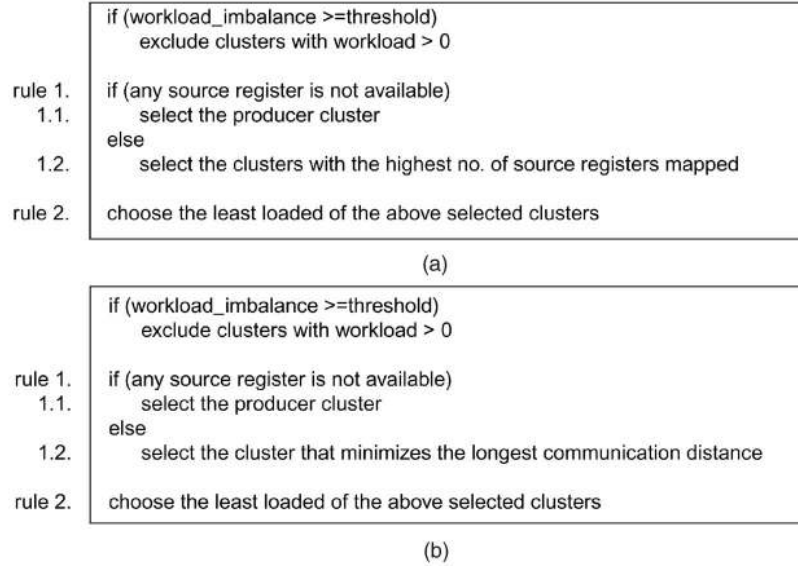 if (workload_imbalance >=threshold)
exclude clusters with workload > 0
rule 1. if (any source register is not available)
1.1. select the producer cluster
else
1.2. select the clusters with the highest no. of source registers mapped
rule 2. choose the least loaded of the above selected clusters
(a)
if (workload_imbalance >=threshold)
exclude clusters with workload > 0
rule 1. if (any source register is not available)
1.1. select the producer cluster
else
1.2. select the cluster that minimizes the longest communication distance
rule 2. choose the least loaded of the above selected clusters
(b)